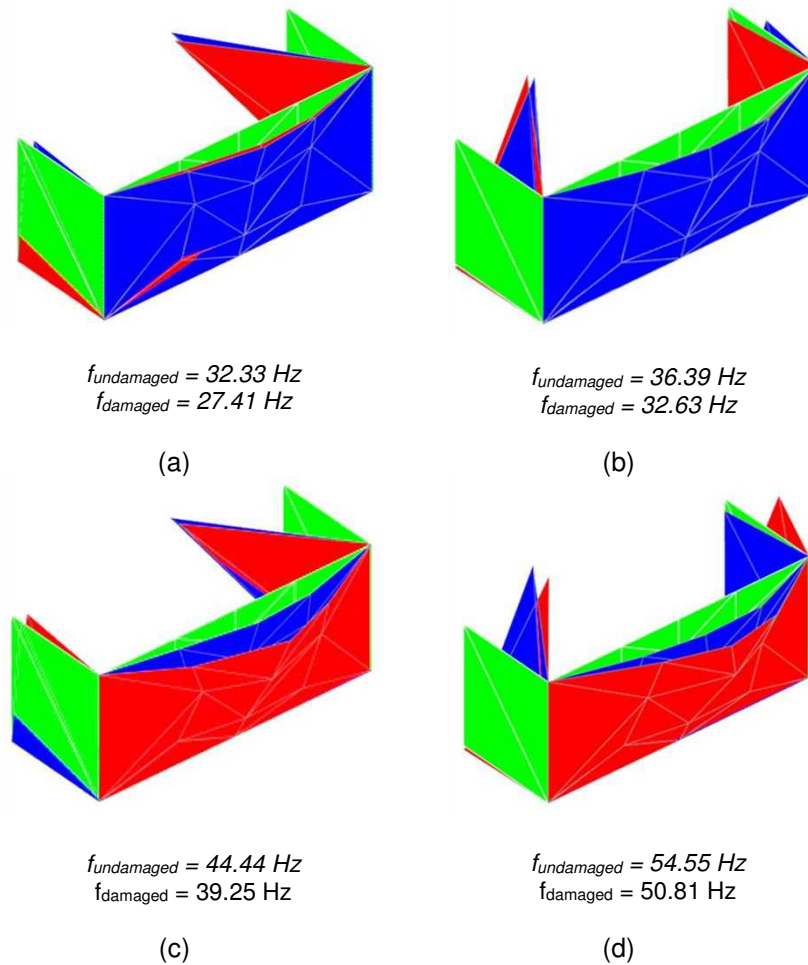 f_undamaged = 32.33 Hz
f_damaged = 27.41 Hz
(a)
f_undamaged = 36.39 Hz
f_damaged = 32.63 Hz
(b)
f_undamaged = 44.44 Hz
f_damaged = 39.25 Hz
(c)
f_undamaged = 54.55 Hz
f_damaged = 50.81 Hz
(d)